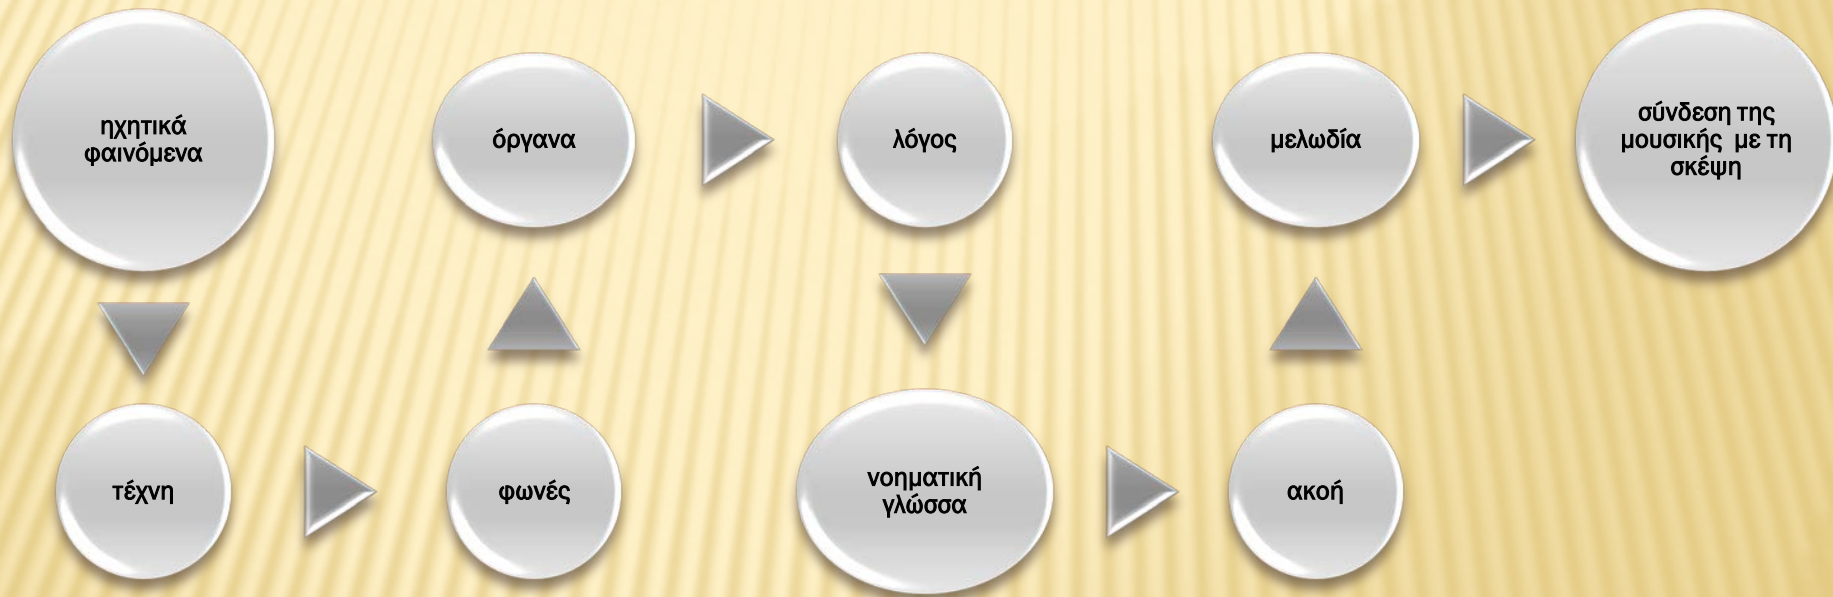 ηχητικά
φαινόμενα
τέχνη
φωνές
όργανα
λόγος
νοηματική
γλώσσα
ακοή
μελωδία
σύνδεση της
μουσικής με τη
σκέψη